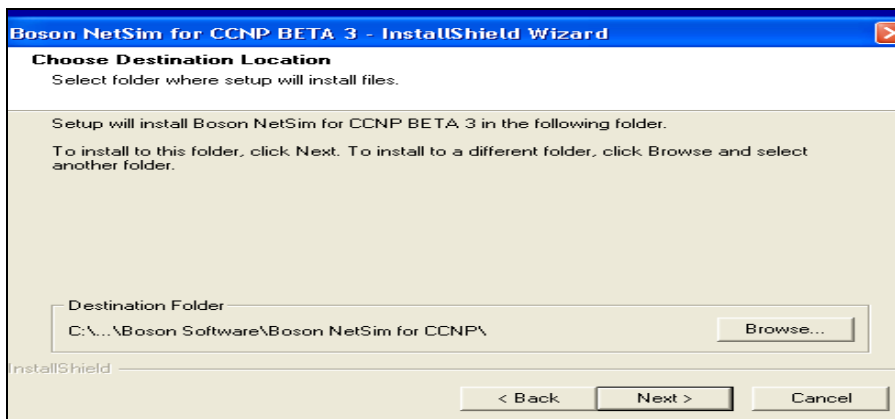 Boson NetSim for CCNP BETA 3 - InstallShield Wizard
Choose Destination Location
Select folder where setup will install files.
Setup will install Boson NetSim for CCNP BETA 3 in the following folder.
To install to this folder, click Next. To install to a different folder, click Browse and select
another folder.
Destination Folder
C:\...\Boson Software\Boson NetSim for CCNP\
Browse...
InstallShield
< Back
Next >
Cancel